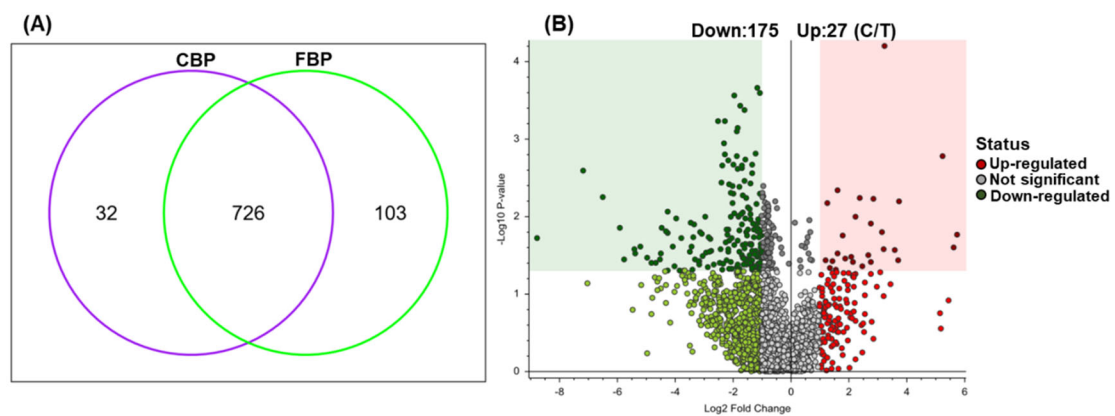 (A)
CBP
FBP
32
726
103
(B)
Down:175
Up:27 (C/T)
4
3
2
1
0
-Log10 P-value
-8
-6
-4
-2
0
2
4
6
Log2 Fold Change
Status
Up-regulated
Not significant
Down-regulated